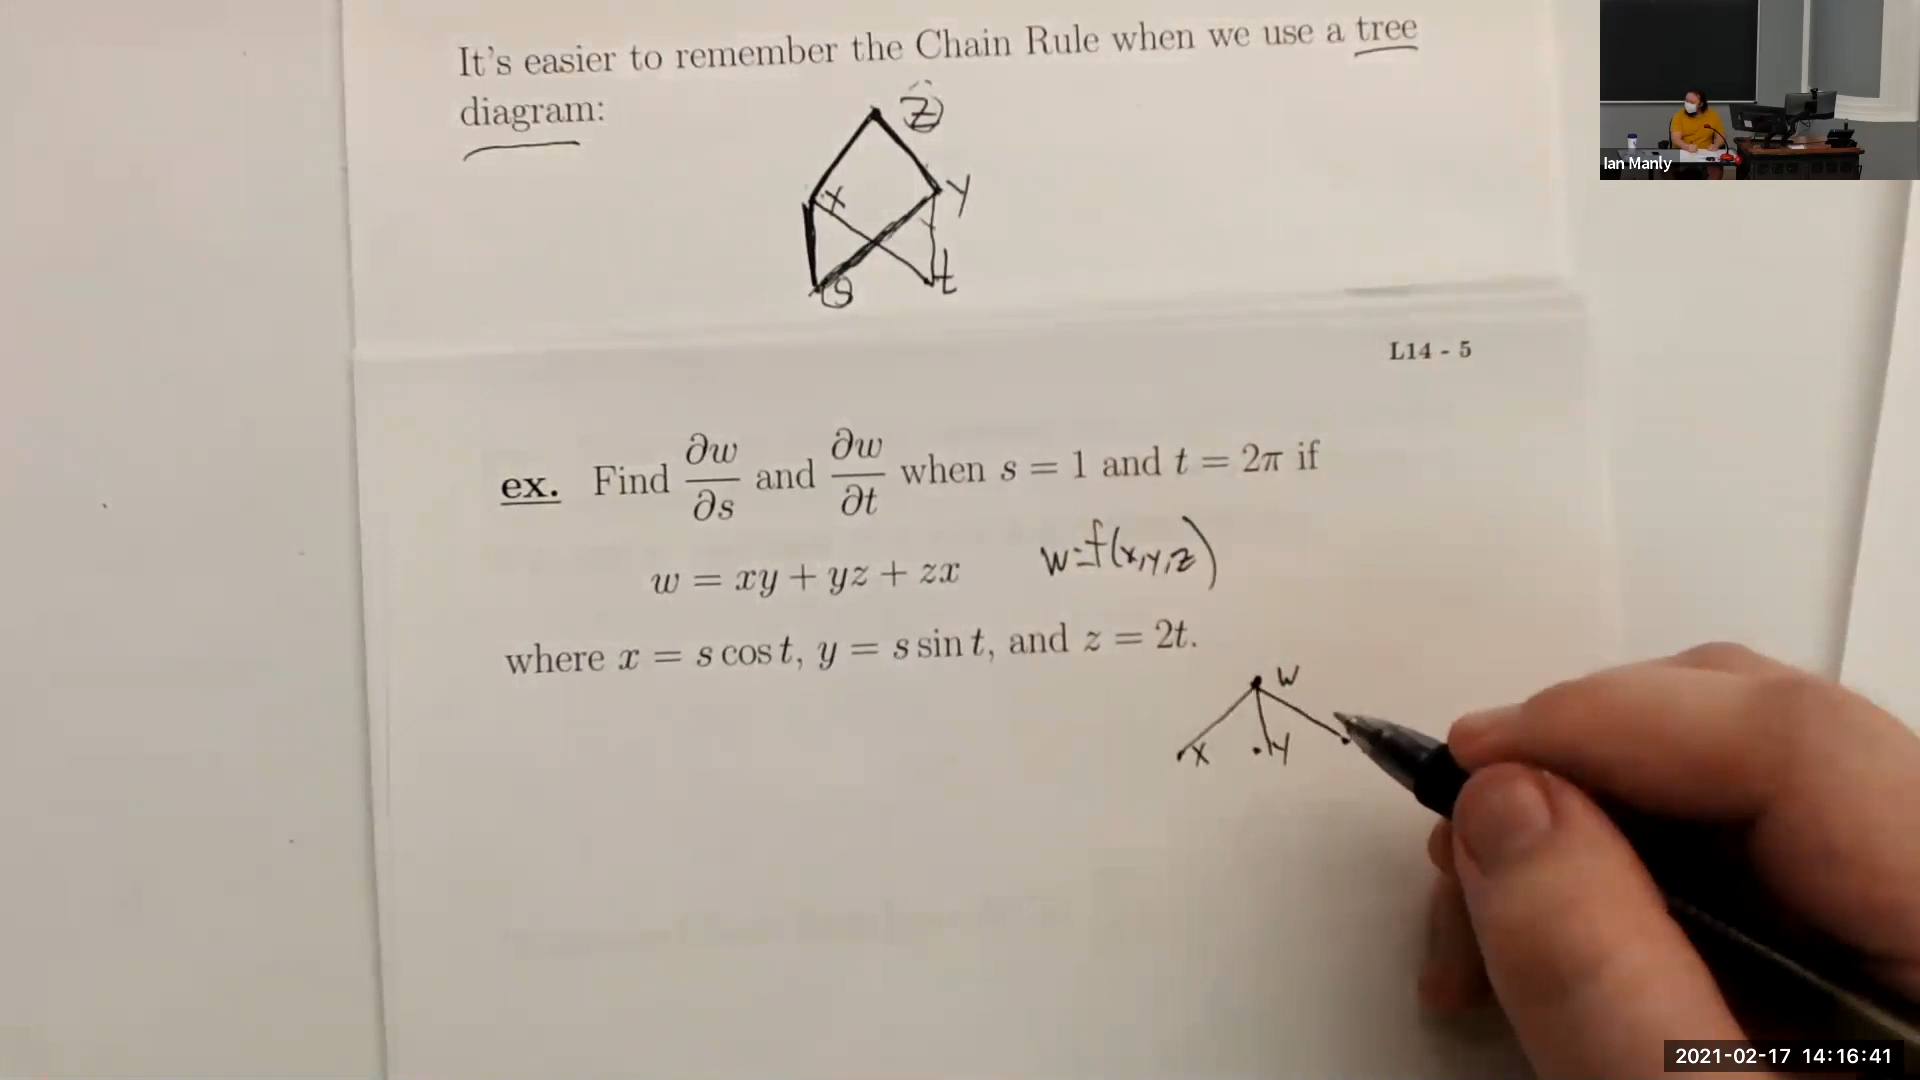 It's easier to remember the Chain Rule when we use a tree
diagram:
z
x
y
s
t
L14 - 5
ex. Find ∂w/∂s and ∂w/∂t when s = 1 and t = 2π if
w = xy + yz + zx w=f(x,y,z)
where x = s cos t, y = s sin t, and z = 2t.
w
x y
Ian Manly
2021-02-17 14:16:41